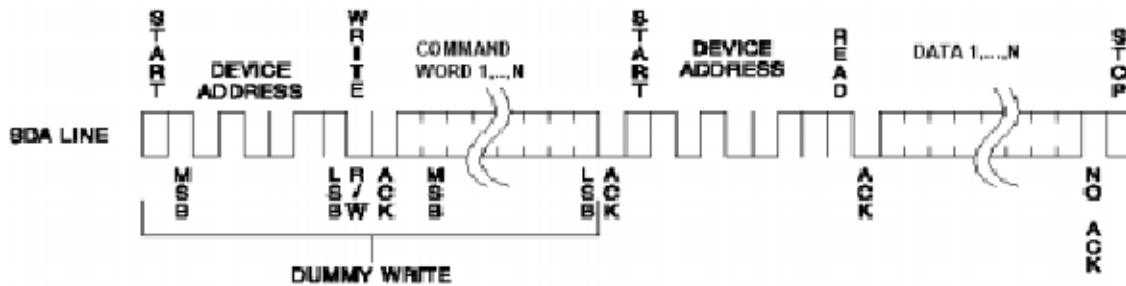 START
DEVICE
ADDRESS
WRITE
COMMAND
WORD 1,...,N
START
DEVICE
ADDRESS
READ
DATA 1,...,N
STOP
SDA LINE
MSB
LSB
R/W
ACK
MSB
LSB
ACK
ACK
NO ACK
DUMMY WRITE